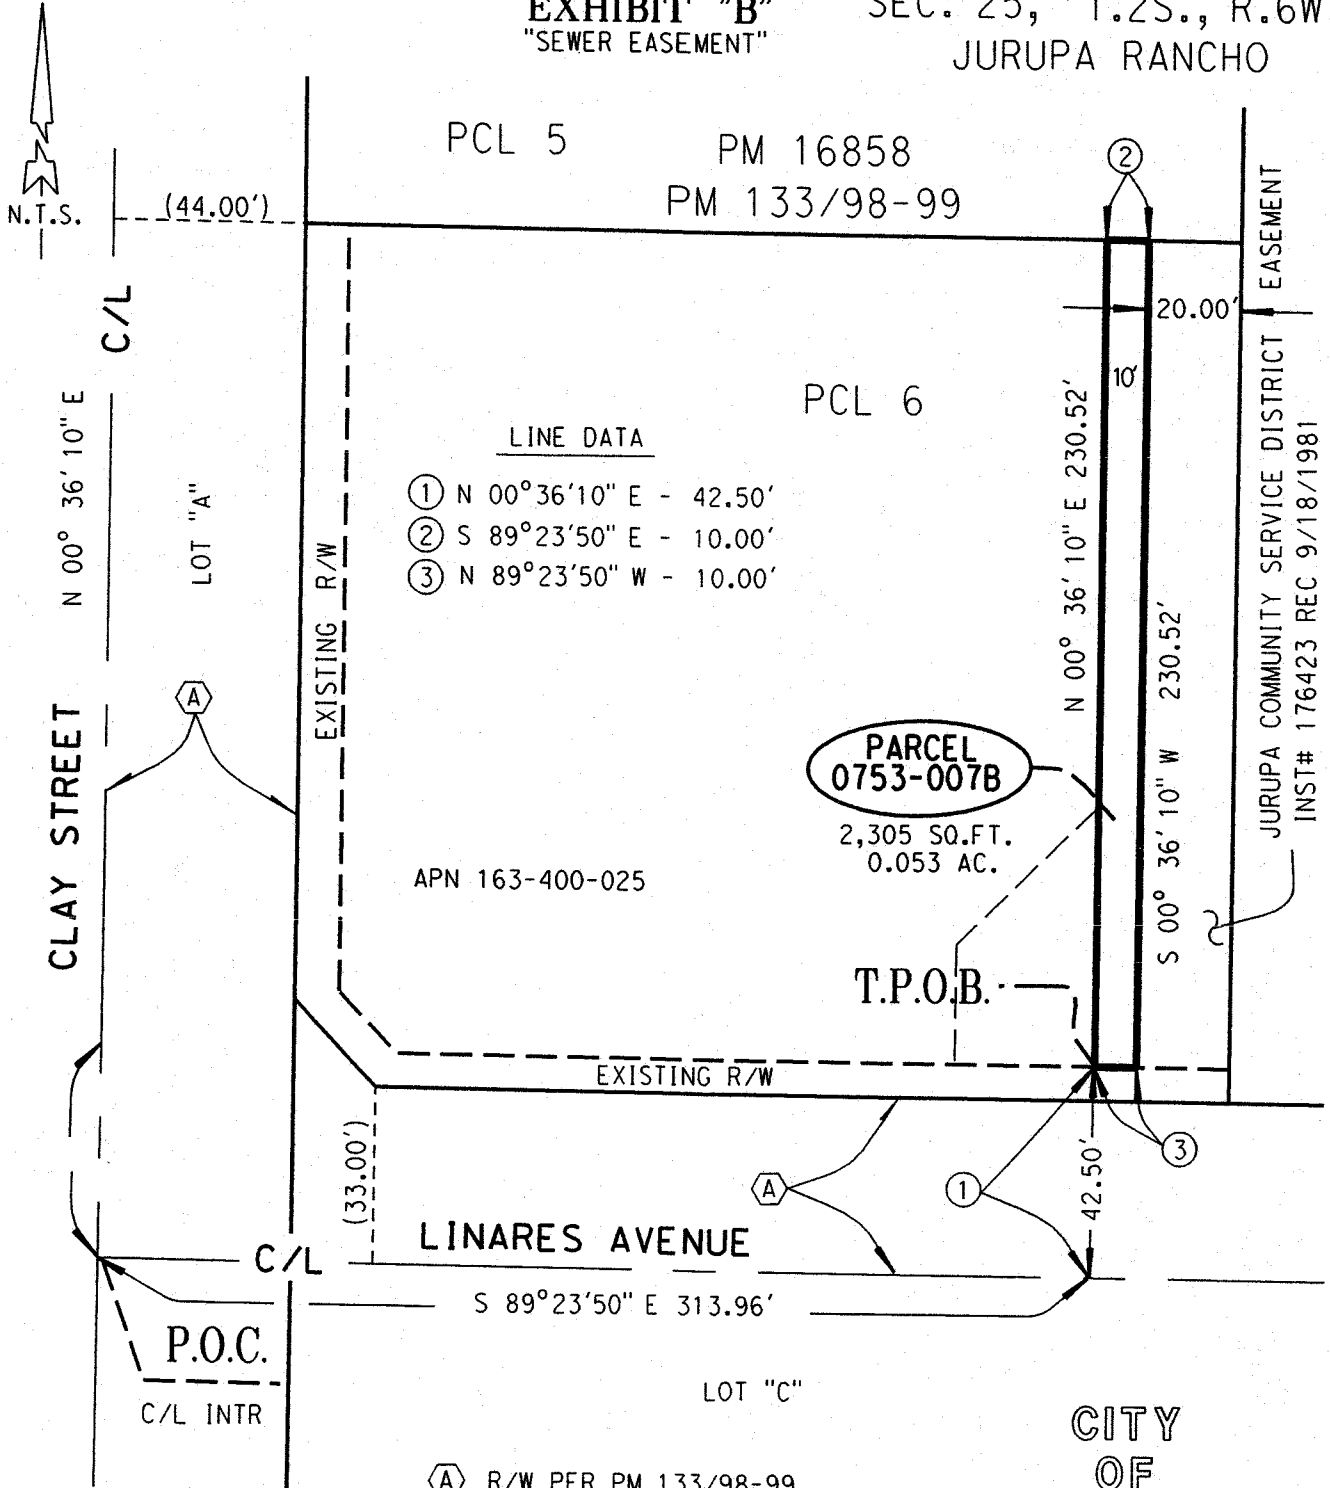 EXHIBIT "B"
"SEWER EASEMENT"
SEC. 25, T.2S., R.6W
JURUPA RANCHO
N.T.S.
(44.00')
PCL 5
PM 16858
PM 133/98-99
2
20.00'
10'
PCL 6
C/L
N 00° 36' 10" E
LOT "A"
EXISTING R/W
LINE DATA
1 N 00°36'10" E - 42.50'
2 S 89°23'50" E - 10.00'
3 N 89°23'50" W - 10.00'
N 00° 36' 10" E 230.52'
S 00° 36' 10" W 230.52'
JURUPA COMMUNITY SERVICE DISTRICT EASEMENT
INST# 176423 REC 9/18/1981
A
CLAY STREET
PARCEL
0753-007B
2,305 SQ.FT.
0.053 AC.
APN 163-400-025
T.P.O.B.
EXISTING R/W
(33.00')
A
1
42.50'
3
LINARES AVENUE
C/L
S 89°23'50" E 313.96'
P.O.C.
C/L INTR
LOT "C"
CITY
OF
A R/W PER PM 133/98-99